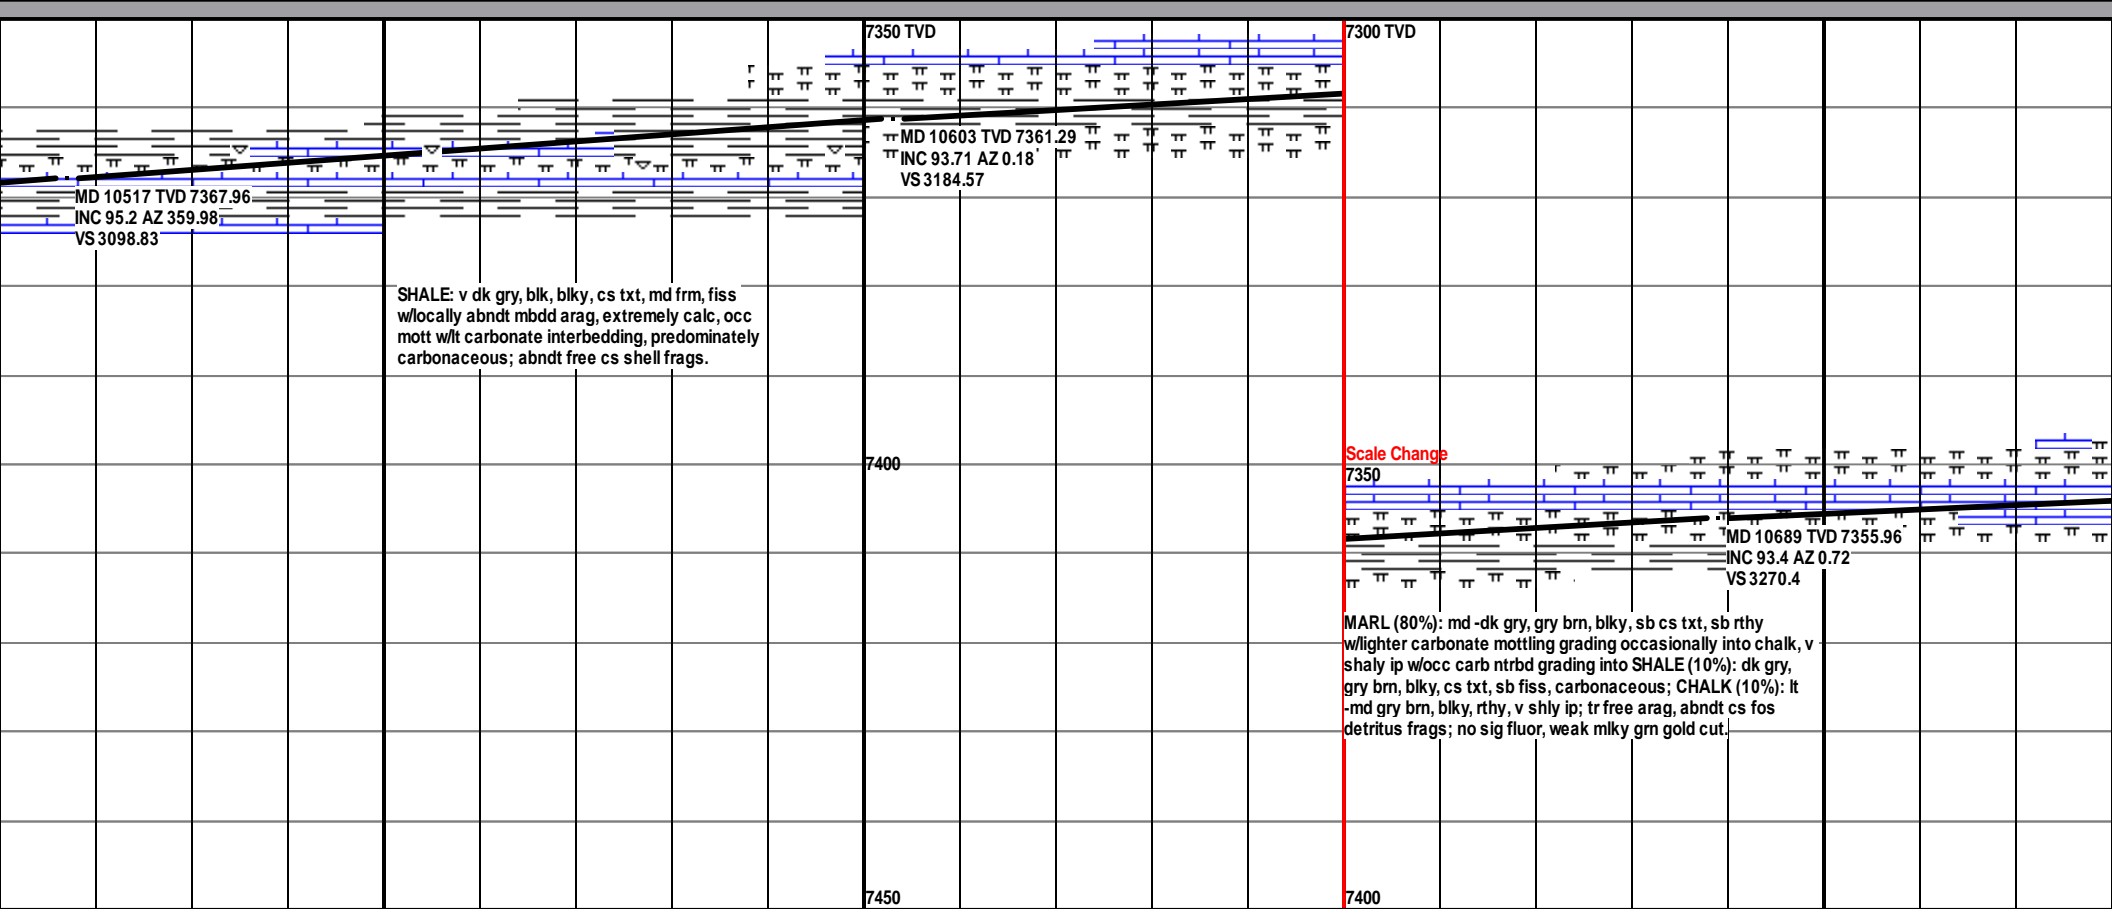 7350 TVD
7300 TVD
MD 10603 TVD 7361.29
INC 93.71 AZ 0.18
VS 3184.57
MD 10517 TVD 7367.96
INC 95.2 AZ 359.98
VS 3098.83
SHALE: v dk gry, blk, blky, cs txt, md frm, fiss
w/locally abndt mbdd arag, extremely calc, occ
mott w/lt carbonate interbedding, predominately
carbonaceous; abndt free cs shell frags.
7400
Scale Change
7350
MD 10689 TVD 7355.96
INC 93.4 AZ 0.72
VS 3270.4
MARL (80%): md -dk gry, gry brn, blky, sb cs txt, sb rthy
w/lighter carbonate mottling grading occasionally into chalk, v
shaly ip w/occ carb ntrbd grading into SHALE (10%): dk gry,
gry brn, blky, cs txt, sb fiss, carbonaceous; CHALK (10%): lt
-md gry brn, blky, rthy, v shly ip; tr free arag, abndt cs fos
detritus frags; no sig fluor, weak mlky grn gold cut.
7450
7400